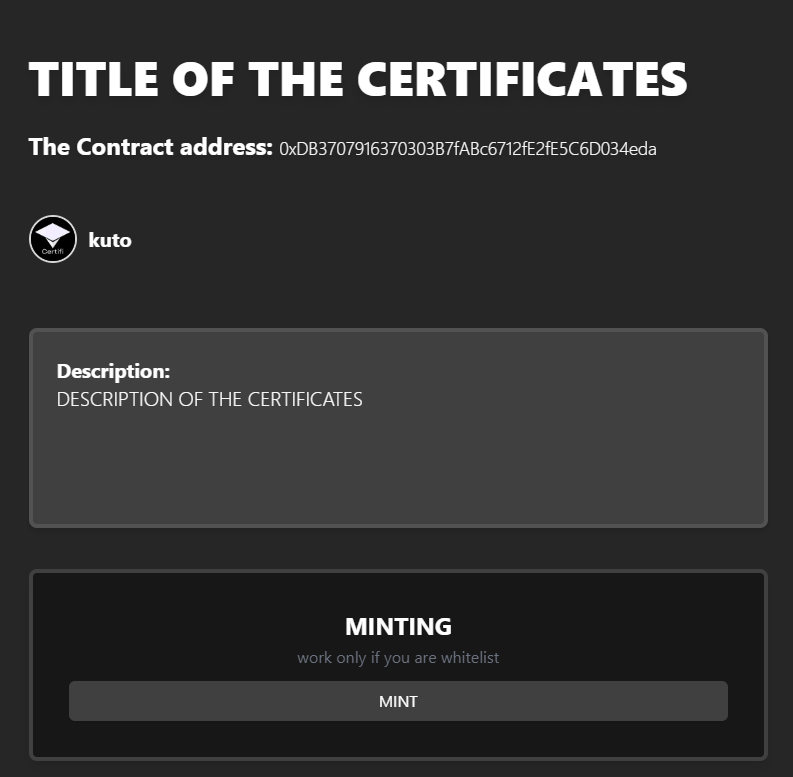 TITLE OF THE CERTIFICATES
The Contract address: 0xDB3707916370303B7fABc6712fE2fE5C6D034eda
Certifi
kuto
Description:
DESCRIPTION OF THE CERTIFICATES
MINTING
work only if you are whitelist
MINT